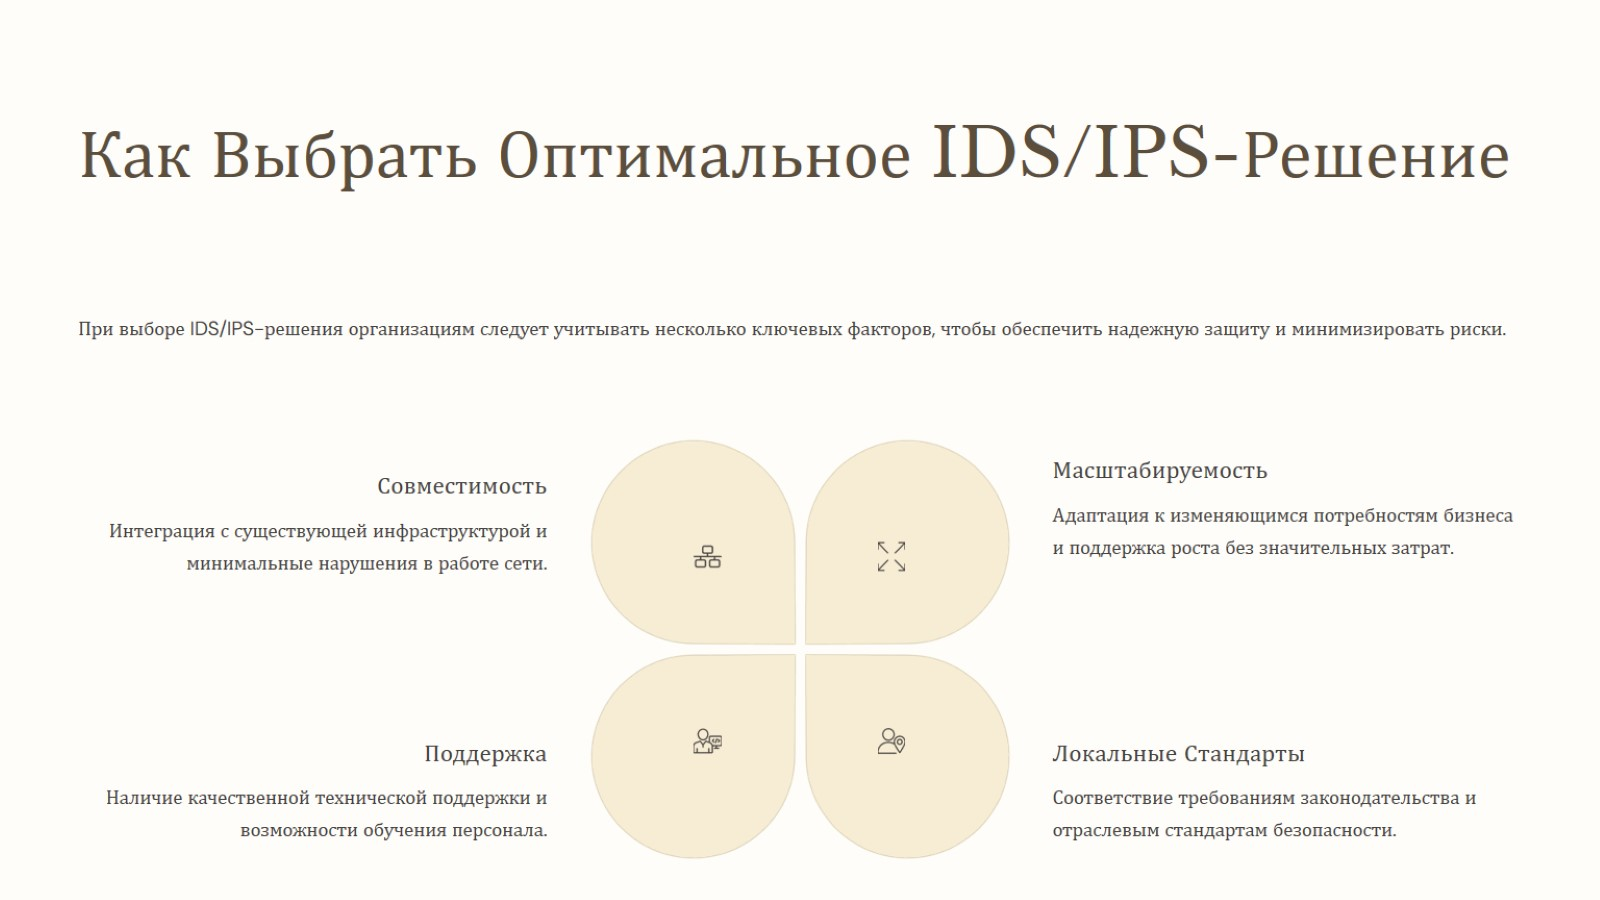 Как Выбрать Оптимальное IDS/IPS-Решение
При выборе IDS/IPS-решения организациям следует учитывать несколько ключевых факторов, чтобы обеспечить надежную защиту и минимизировать риски.
Совместимость
Интеграция с существующей инфраструктурой и
минимальные нарушения в работе сети.
Масштабируемость
Адаптация к изменяющимся потребностям бизнеса
и поддержка роста без значительных затрат.
Поддержка
Наличие качественной технической поддержки и
возможности обучения персонала.
Локальные Стандарты
Соответствие требованиям законодательства и
отраслевым стандартам безопасности.